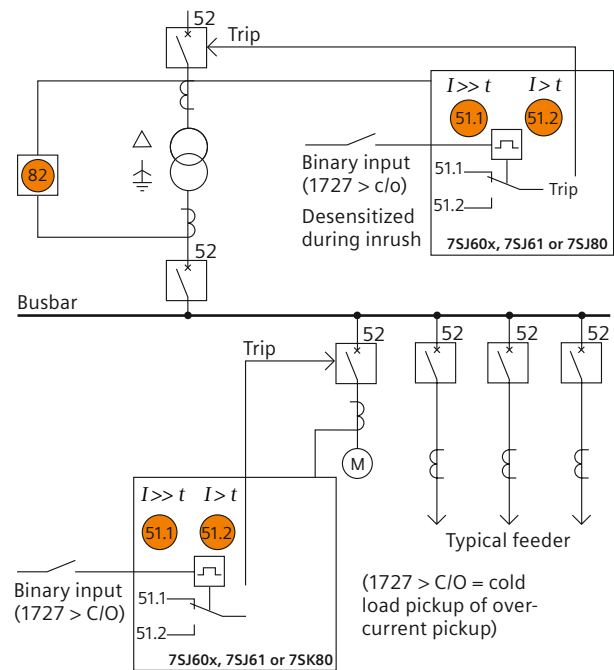 52
Trip
I>> t
I> t
51.1
51.2
82
Binary input
(1727 > c/o)
Desensitized
during inrush
51.1
51.2
Trip
7SJ60x, 7SJ61 or 7SJ80
52
Busbar
52
52
52
52
Trip
M
I>> t
I> t
51.1
51.2
Typical feeder
Binary input
(1727 > C/O)
51.1
51.2
(1727 > C/O = cold
load pickup of over-
current pickup)
7SJ60x, 7SJ61 or 7SK80